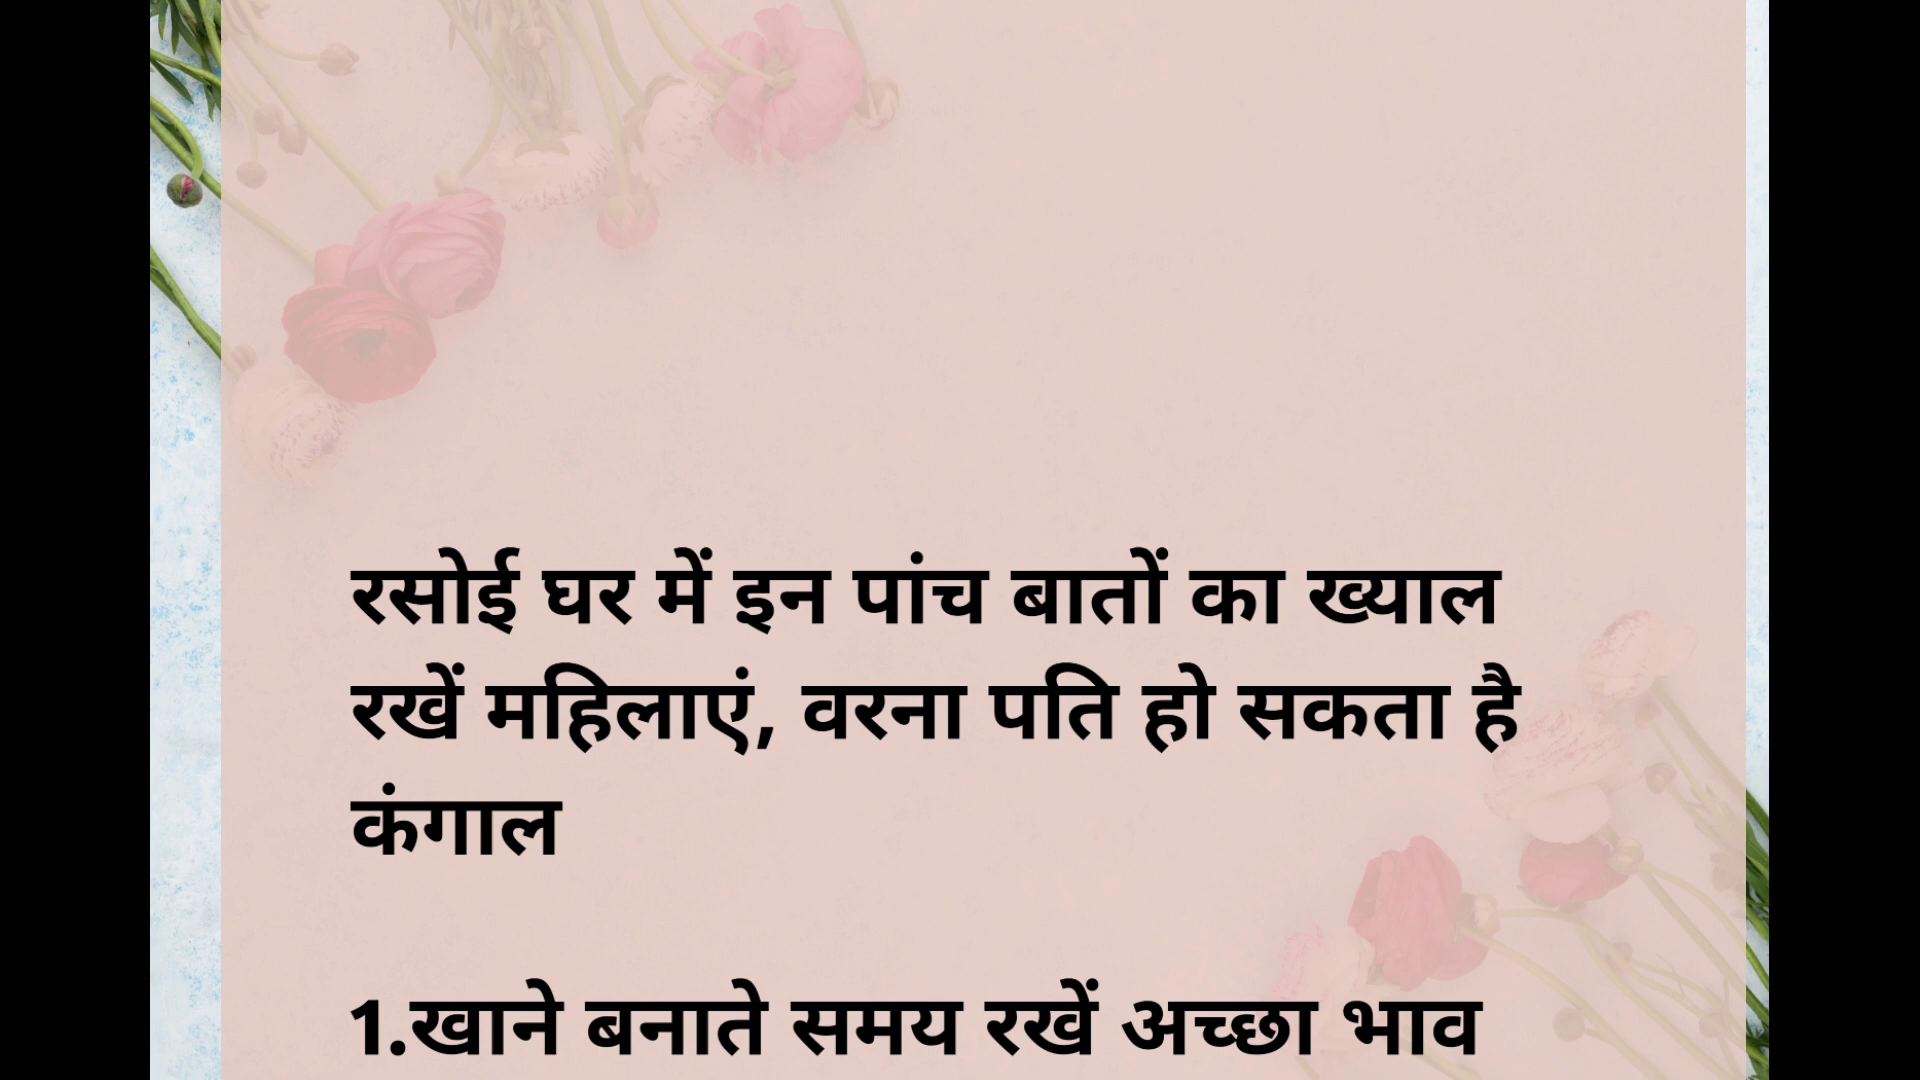 रसोई घर में इन पांच बातों का ख्याल
रखें महिलाएं, वरना पति हो सकता है
कंगाल
1.खाने बनाते समय रखें अच्छा भाव